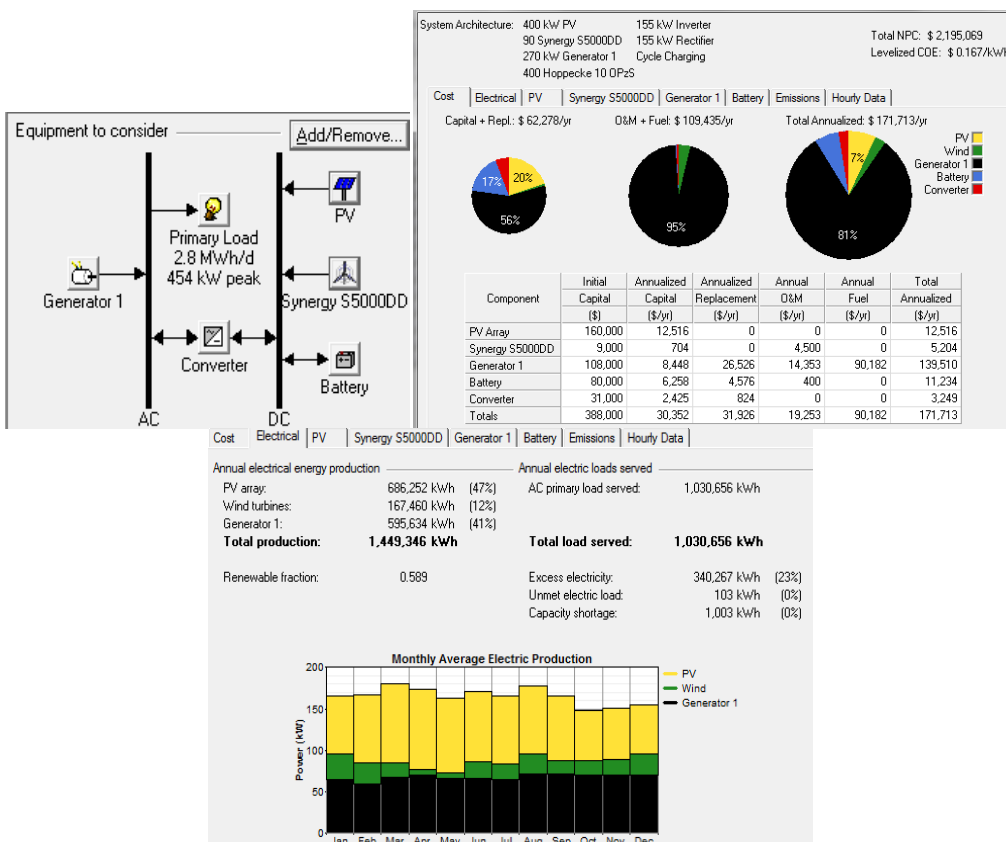 Equipment to consider
Add/Remove...
Primary Load
2.8 MWh/d
454 kW peak
PV
Generator 1
Synergy S5000DD
Converter
Battery
AC
DC
System Architecture:
400 kW PV
155 kW Inverter
90 Synergy S5000DD
155 kW Rectifier
270 kW Generator 1
Cycle Charging
400 Hoppecke 10 OPzS
Total NPC: $ 2,195,069
Levelized COE: $ 0.167/kWh
Cost Electrical PV Synergy S5000DD Generator 1 Battery Emissions Hourly Data
Capital + Repl.: $ 62,278/yr
O&M + Fuel: $ 109,435/yr
Total Annualized: $ 171,713/yr
17% 20%
56%
95%
7%
81%
PV
Wind
Generator 1
Battery
Converter
Component
Initial Capital ($)
Annualized Capital ($/yr)
Annualized Replacement ($/yr)
Annual O&M ($/yr)
Annual Fuel ($/yr)
Total Annualized ($/yr)
PV Array 160,000 12,516 0 0 0 12,516
Synergy S5000DD 9,000 704 0 4,500 0 5,204
Generator 1 108,000 8,448 26,526 14,353 90,182 139,510
Battery 80,000 6,258 4,576 400 0 11,234
Converter 31,000 2,425 824 0 0 3,249
Totals 388,000 30,352 31,926 19,253 90,182 171,713
Cost Electrical PV Synergy S5000DD Generator 1 Battery Emissions Hourly Data
Annual electrical energy production
PV array: 686,252 kWh (47%)
Wind turbines: 167,460 kWh (12%)
Generator 1: 595,634 kWh (41%)
Total production: 1,449,346 kWh
Renewable fraction: 0.589
Annual electric loads served
AC primary load served: 1,030,656 kWh
Total load served: 1,030,656 kWh
Excess electricity: 340,267 kWh (23%)
Unmet electric load: 103 kWh (0%)
Capacity shortage: 1,003 kWh (0%)
Monthly Average Electric Production
Power (kW)
200
150
100
50
0
Jan Feb Mar Apr May Jun Jul Aug Sep Oct Nov Dec
PV
Wind
Generator 1